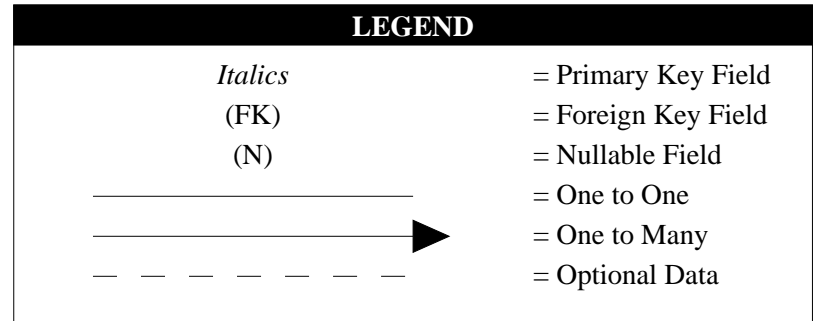 LEGEND
Italics = Primary Key Field
(FK) = Foreign Key Field
(N) = Nullable Field
= One to One
= One to Many
= Optional Data